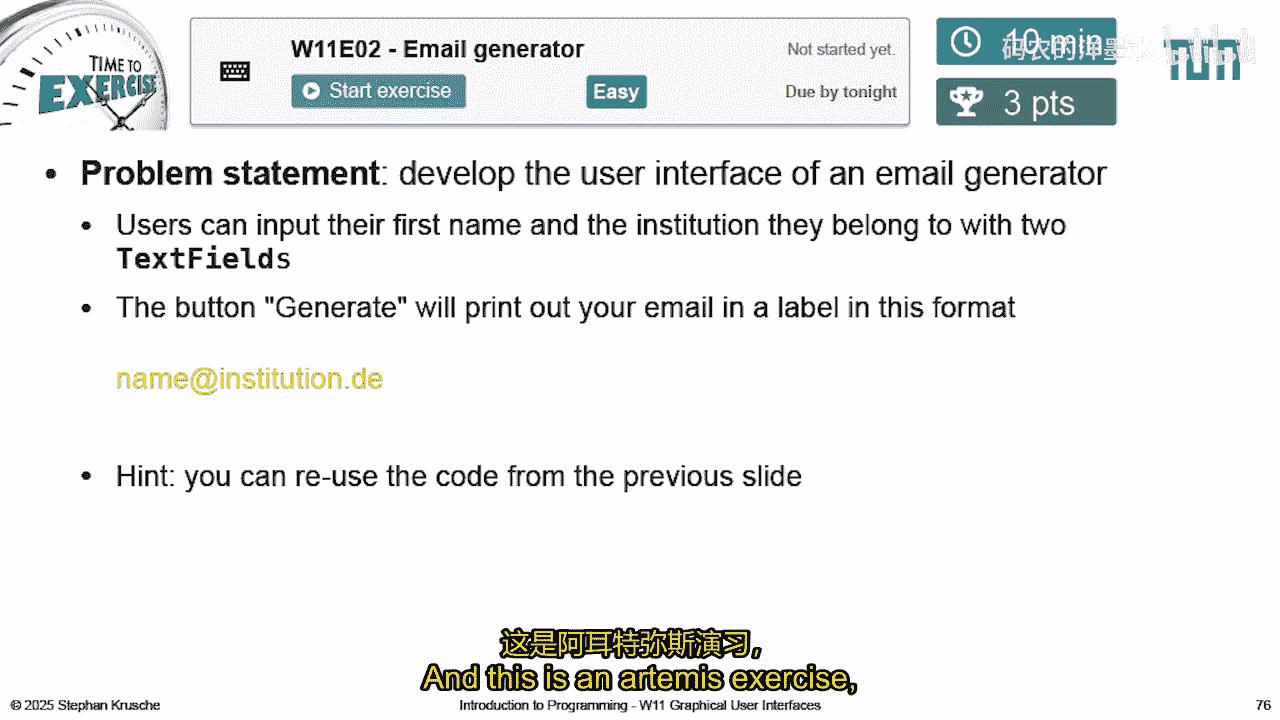 TIME TO
EXERCISE
W11E02 - Email generator
Not started yet.
Start exercise
Easy
Due by tonight
10 min
3 pts
• Problem statement: develop the user interface of an email generator
• Users can input their first name and the institution they belong to with two
TextFields
• The button "Generate" will print out your email in a label in this format
name@institution.de
• Hint: you can re-use the code from the previous slide
这是阿耳特弥斯演习，
And this is an artemis exercise,
© 2025 Stephan Krusche
Introduction to Programming - W11 Graphical User Interfaces
76